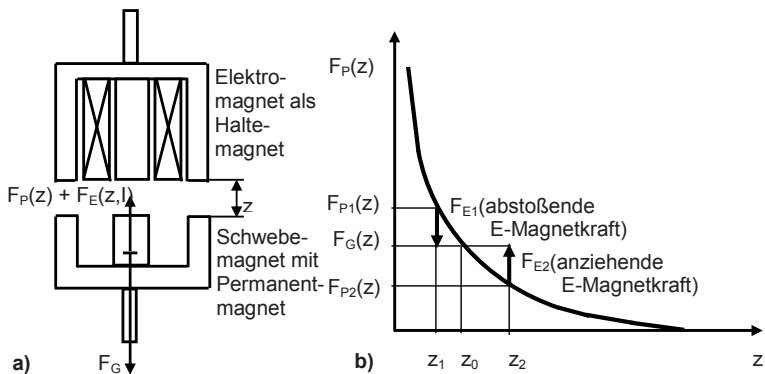 Elektro-
magnet als
Halte-
magnet
F_P(z) + F_E(z,I)
z
Schwebe-
magnet mit
Permanent-
magnet
a)
F_G
F_P(z)
F_P1(z)
F_E1(abstoßende
E-Magnetkraft)
F_G(z)
F_E2(anziehende
E-Magnetkraft)
F_P2(z)
b)
z_1 z_0 z_2 z